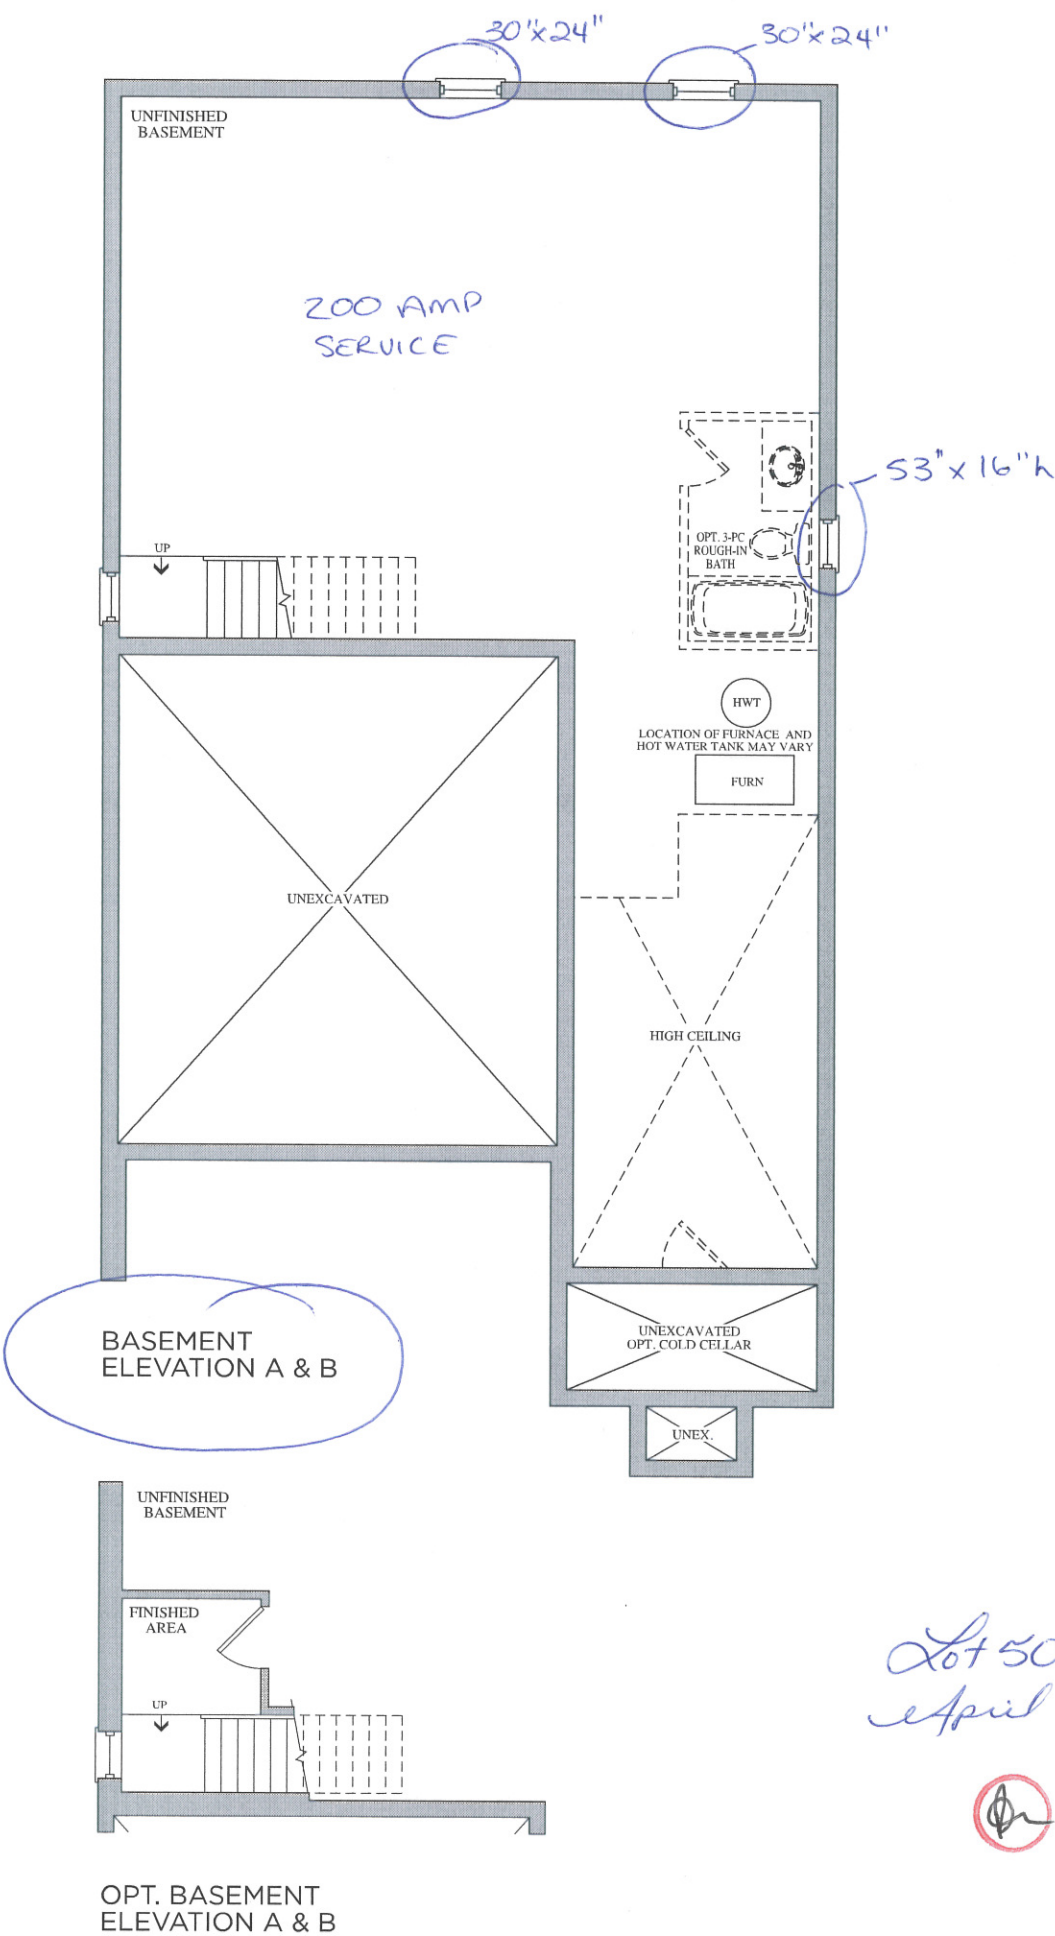 30"x24"
30"x24"
UNFINISHED
BASEMENT
200 AMP
SERVICE
53"x16"h
UP
OPT. 3-PC
ROUGH-IN
BATH
HWT
LOCATION OF FURNACE AND
HOT WATER TANK MAY VARY
FURN
UNEXCAVATED
HIGH CEILING
BASEMENT
ELEVATION A & B
UNEXCAVATED
OPT. COLD CELLAR
UNEX.
UNFINISHED
BASEMENT
FINISHED
AREA
UP
Lot 50
April
OPT. BASEMENT
ELEVATION A & B